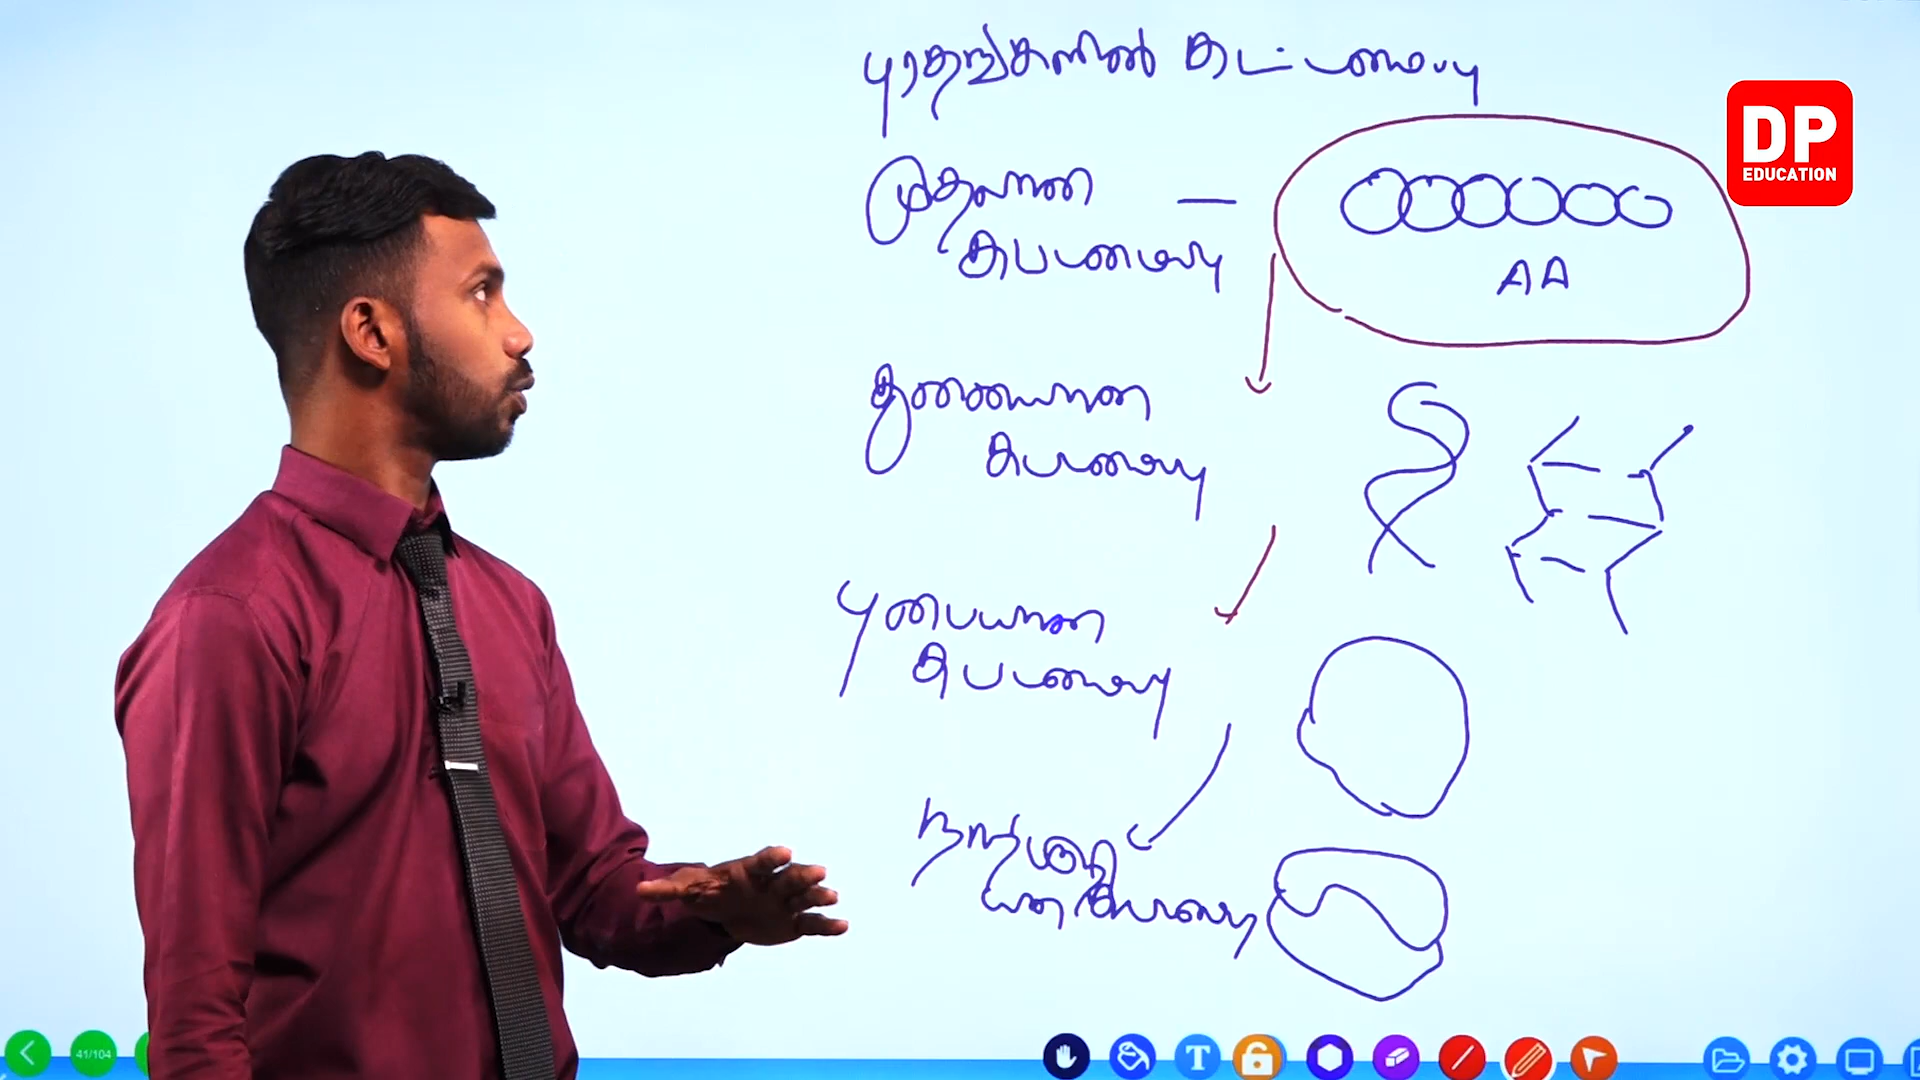 புரதங்களின் கட்டமைப்பு
DP
EDUCATION
முதலான
கட்டமைப்பு
AA
துணையான
கட்டமைப்பு
புடையான
கட்டமைப்பு
கட்டமைப்பு
41/104
T